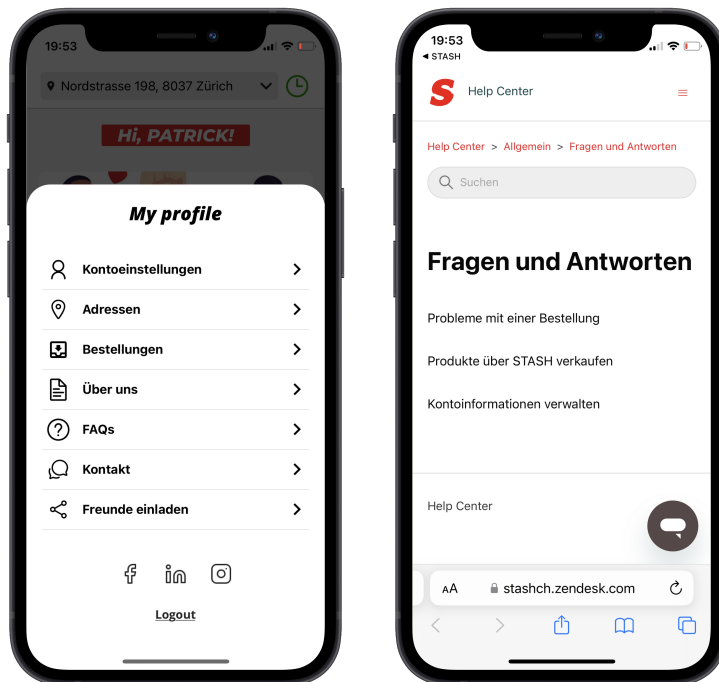 19:53
Nordstrasse 198, 8037 Zürich
Hi, PATRICK!
My profile
Kontoeinstellungen
Adressen
Bestellungen
Über uns
FAQs
Kontakt
Freunde einladen
Logout
19:53
◀ STASH
S Help Center
Help Center > Allgemein > Fragen und Antworten
Suchen
Fragen und Antworten
Probleme mit einer Bestellung
Produkte über STASH verkaufen
Kontoinformationen verwalten
Help Center
AA stashch.zendesk.com